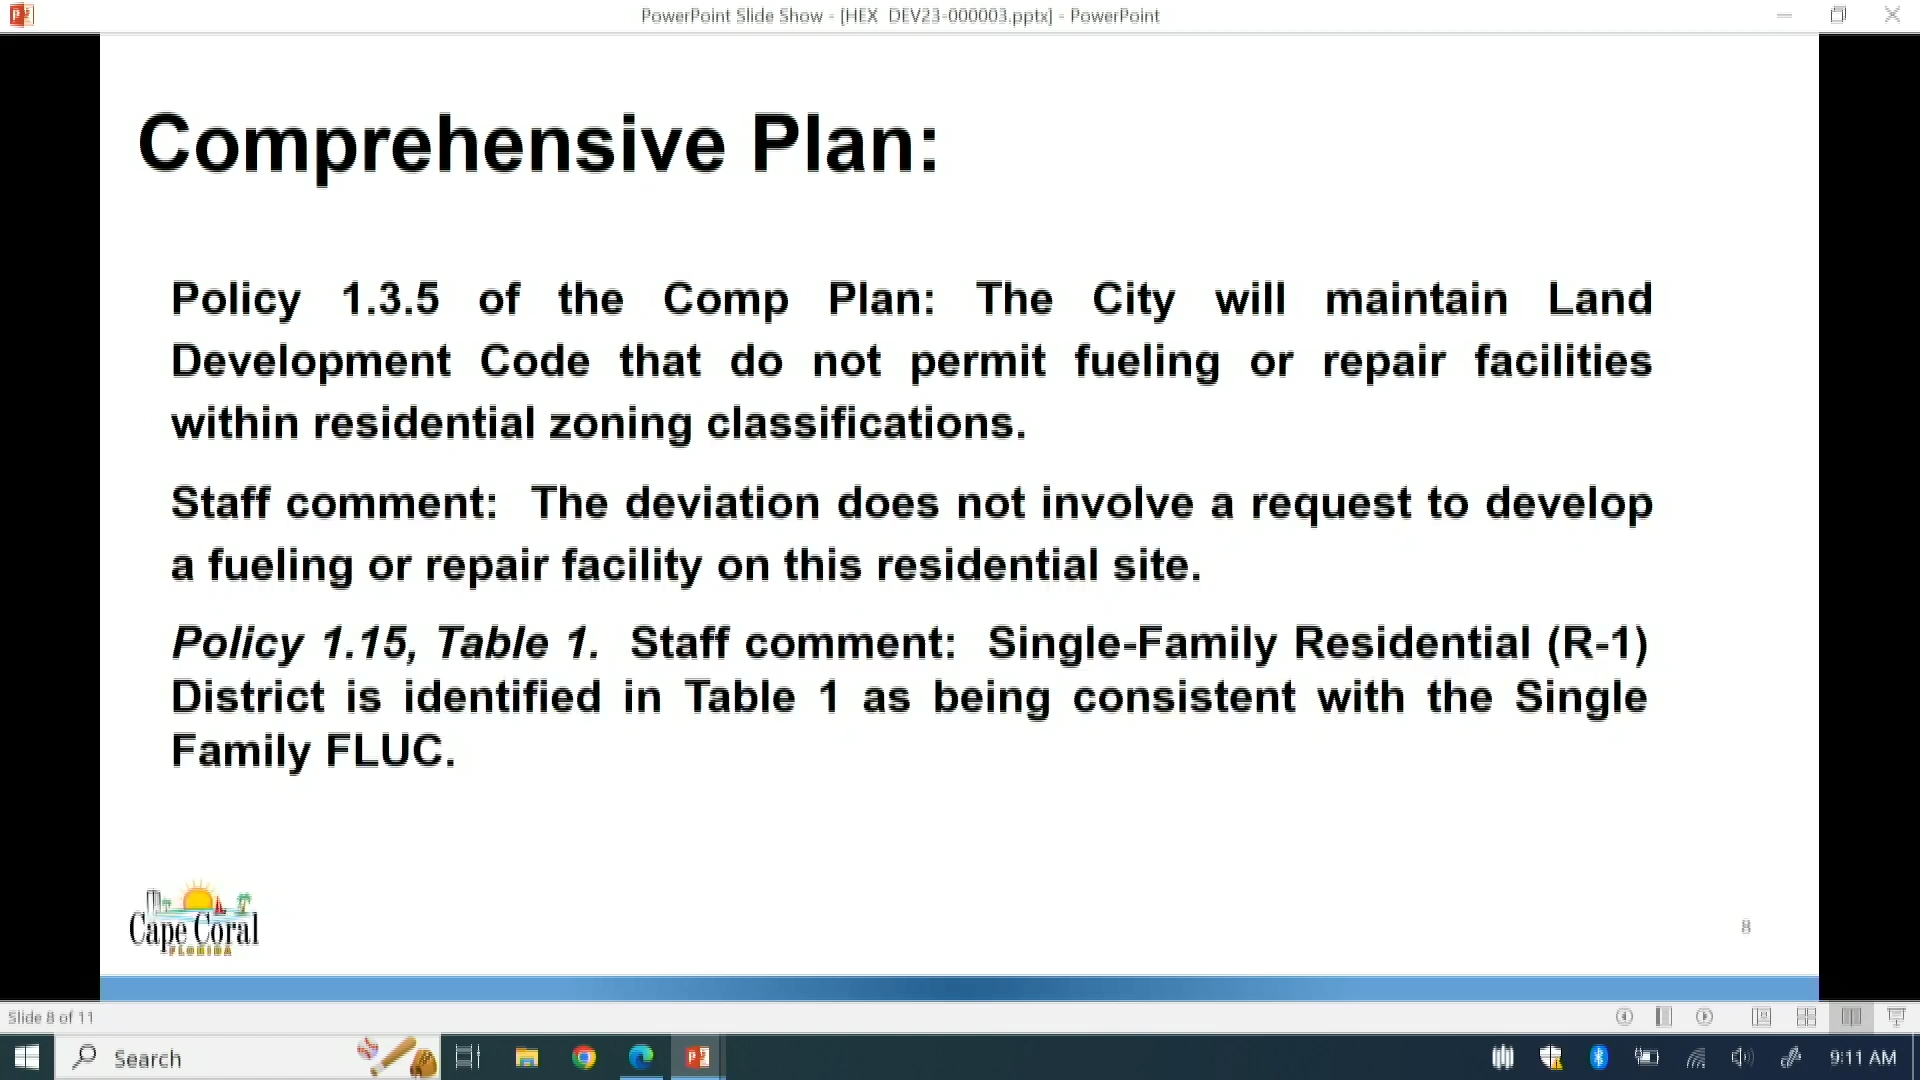 PowerPoint Slide Show - [HEX DEV23-000003.pptx] - PowerPoint
Comprehensive Plan:
Policy 1.3.5 of the Comp Plan: The City will maintain Land
Development Code that do not permit fueling or repair facilities
within residential zoning classifications.
Staff comment: The deviation does not involve a request to develop
a fueling or repair facility on this residential site.
Policy 1.15, Table 1. Staff comment: Single-Family Residential (R-1)
District is identified in Table 1 as being consistent with the Single
Family FLUC.
Cape Coral
FLORIDA
8
Slide 8 of 11
Search
9:11 AM